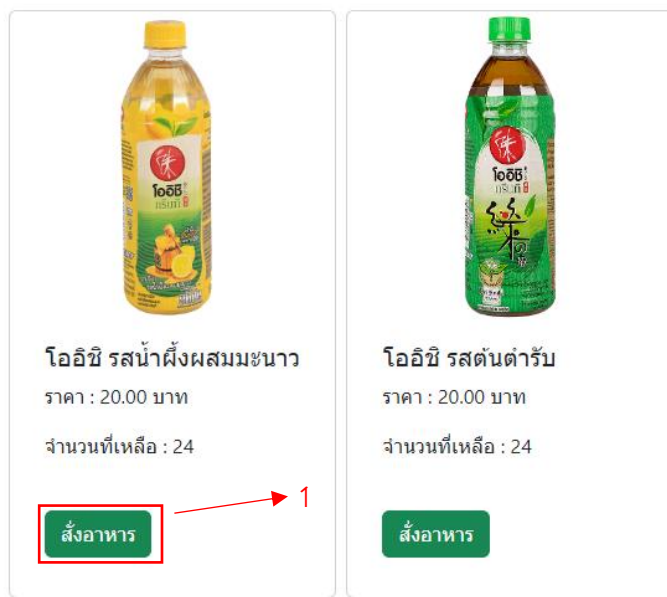 โออิชิ
กรีนที
โออิชิ
กรีนที
โออิชิ รสน้ำผึ้งผสมมะนาว
ราคา : 20.00 บาท
จำนวนที่เหลือ : 24
สั่งอาหาร
1
โออิชิ รสต้นตำรับ
ราคา : 20.00 บาท
จำนวนที่เหลือ : 24
สั่งอาหาร